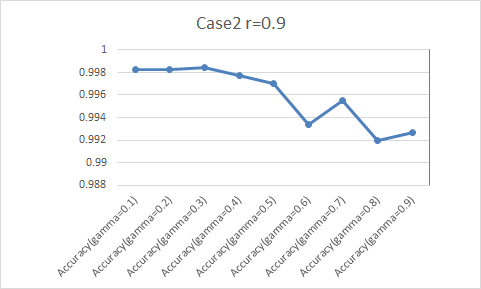 Case2 r=0.9
1
0.998
0.996
0.994
0.992
0.99
0.988
Accuracy(gamma=0.1)
Accuracy(gamma=0.2)
Accuracy(gamma=0.3)
Accuracy(gamma=0.4)
Accuracy(gamma=0.5)
Accuracy(gamma=0.6)
Accuracy(gamma=0.7)
Accuracy(gamma=0.8)
Accuracy(gamma=0.9)